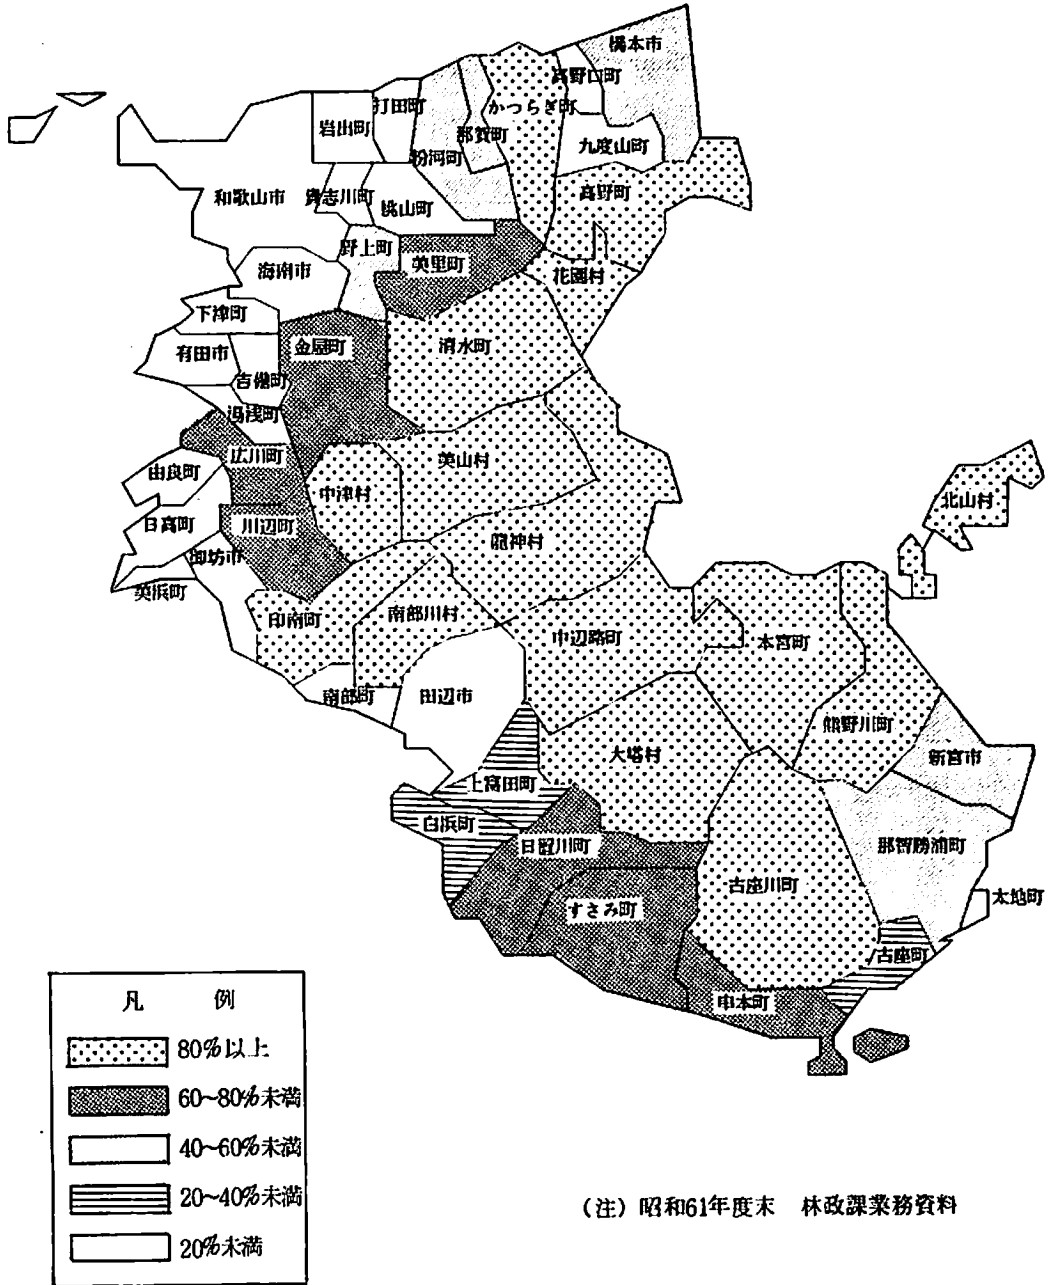 橋本市
高野口町
打田町
かつらぎ町
岩出町
那賀町
粉河町
九度山町
和歌山市
貴志川町
桃山町
高野町
野上町
美里町
海南市
花園村
下津町
清水町
金屋町
有田市
吉備町
湯浅町
広川町
美山村
由良町
中津村
北山村
日高町
川辺町
龍神村
御坊市
美浜町
印南町
南部川村
中辺路町
本宮町
南部町
田辺市
熊野川町
大塔村
新宮市
上富田町
白浜町
日置川町
那智勝浦町
古座川町
太地町
すさみ町
古座町
串本町
凡 例
80%以上
60~80%未満
40~60%未満
20~40%未満
20%未満
(注) 昭和61年度末 林政課業務資料